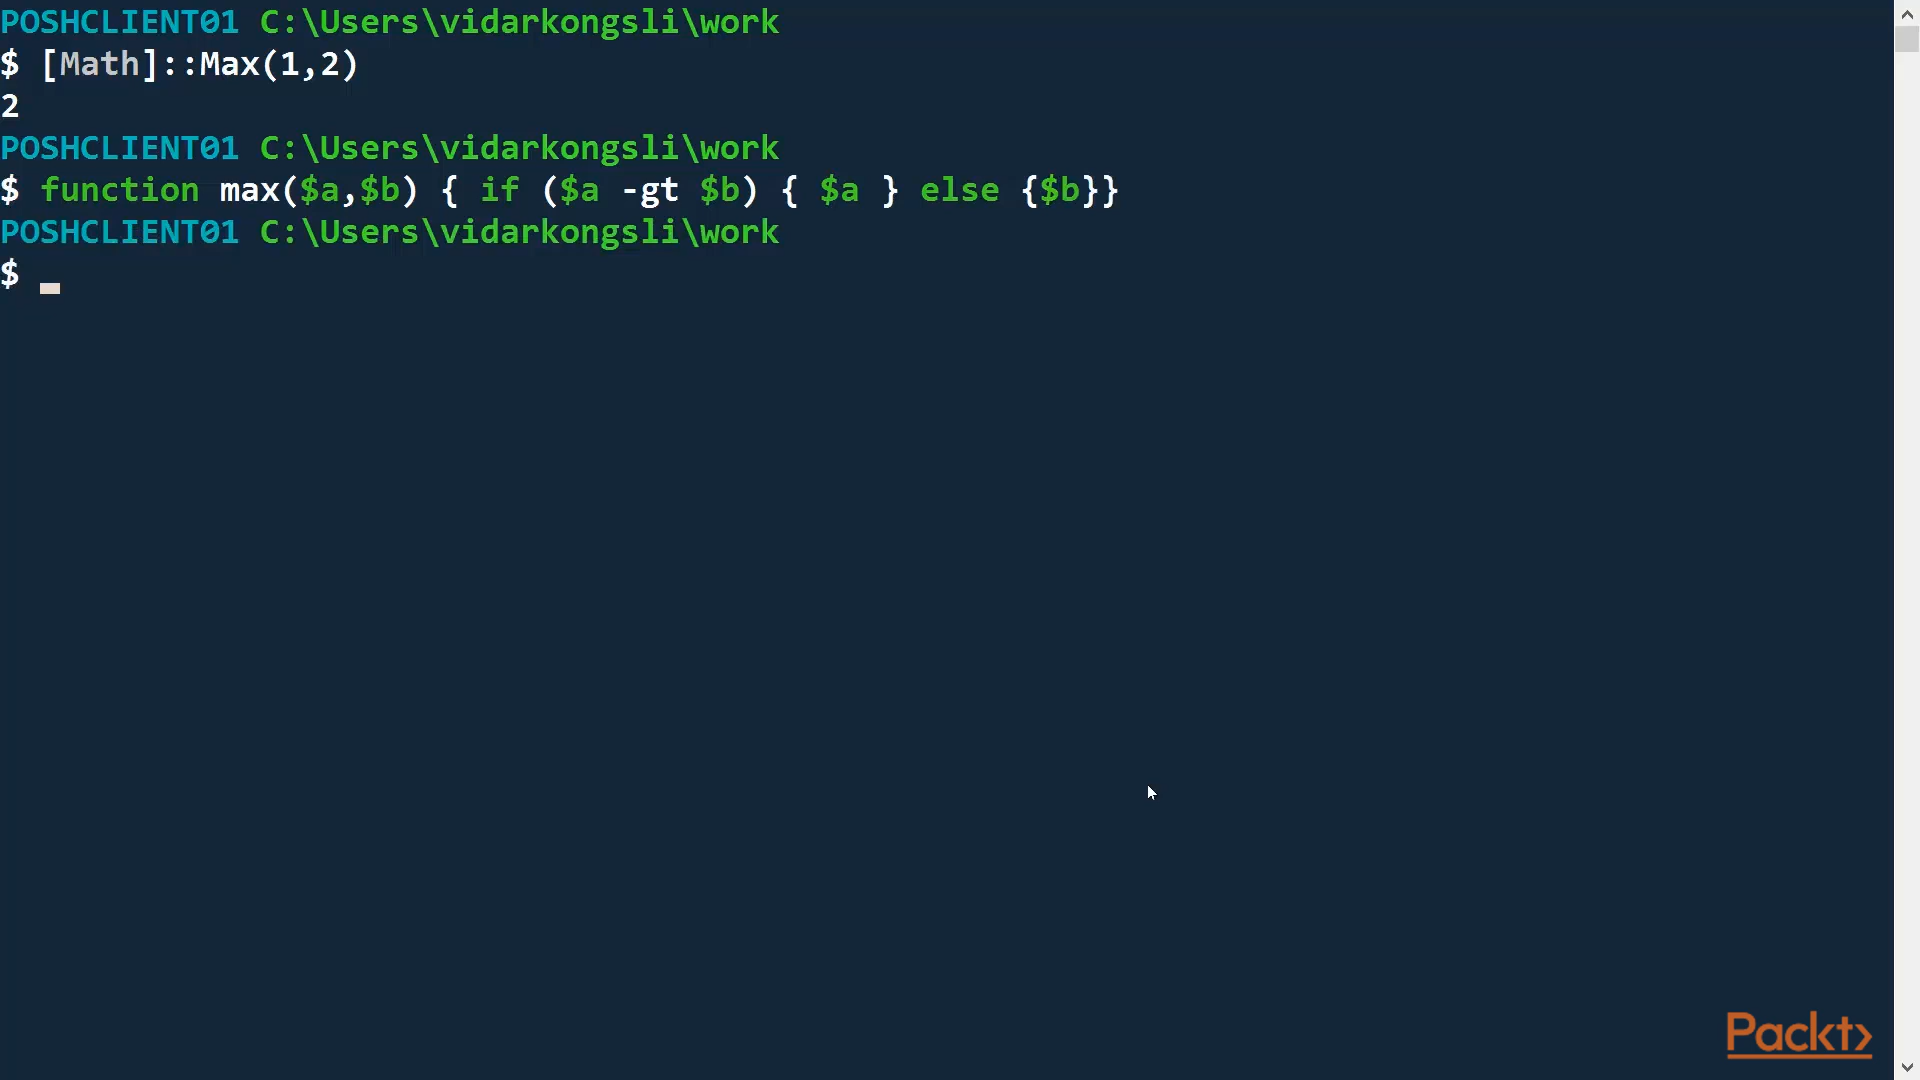 POSHCLIENT01 C:\Users\vidarkongsli\work
$ [Math]::Max(1,2)
2
POSHCLIENT01 C:\Users\vidarkongsli\work
$ function max($a,$b) { if ($a -gt $b) { $a } else {$b}}
POSHCLIENT01 C:\Users\vidarkongsli\work
$
Packt>